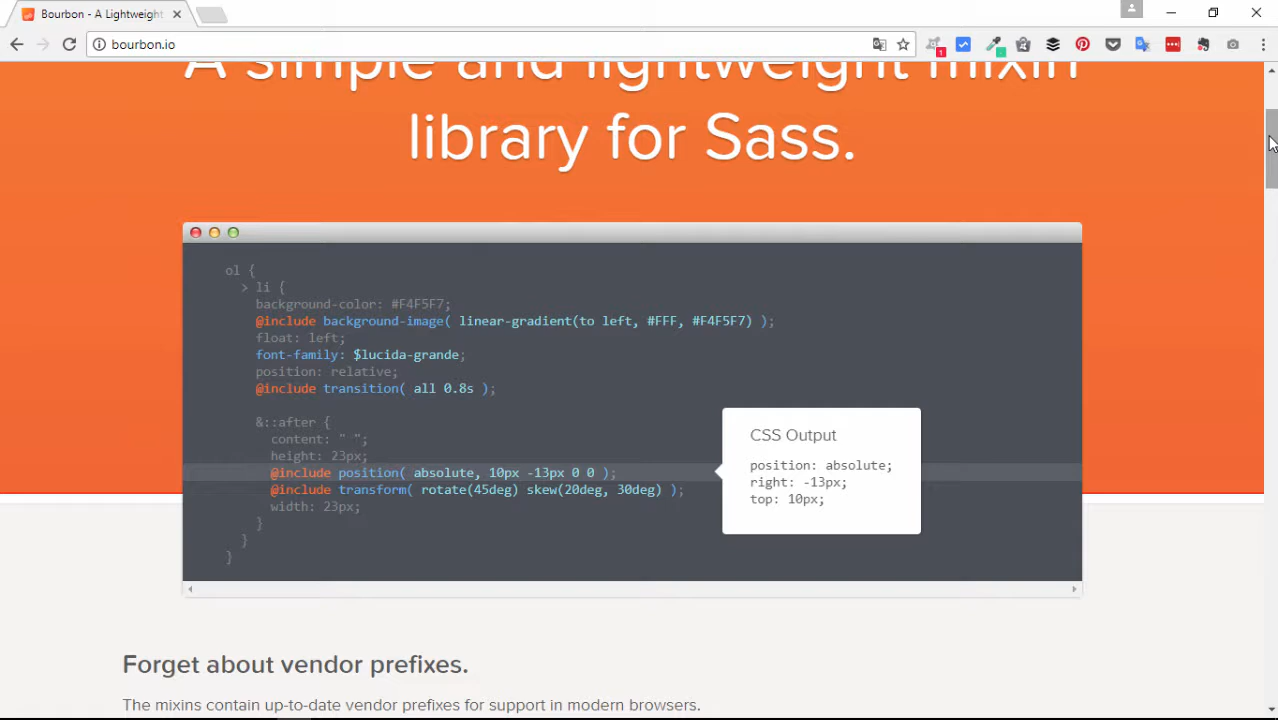 Bourbon - A Lightweight
bourbon.io
1
A simple and lightweight mixin
library for Sass.
ol {
> li {
background-color: #F4F5F7;
@include background-image( linear-gradient(to left, #FFF, #F4F5F7) );
float: left;
font-family: $lucida-grande;
position: relative;
@include transition( all 0.8s );
&::after {
content: " ";
height: 23px;
@include position( absolute, 10px -13px 0 0 );
@include transform( rotate(45deg) skew(20deg, 30deg) );
width: 23px;
}
}
}
CSS Output
position: absolute;
right: -13px;
top: 10px;
Forget about vendor prefixes.
The mixins contain up-to-date vendor prefixes for support in modern browsers.